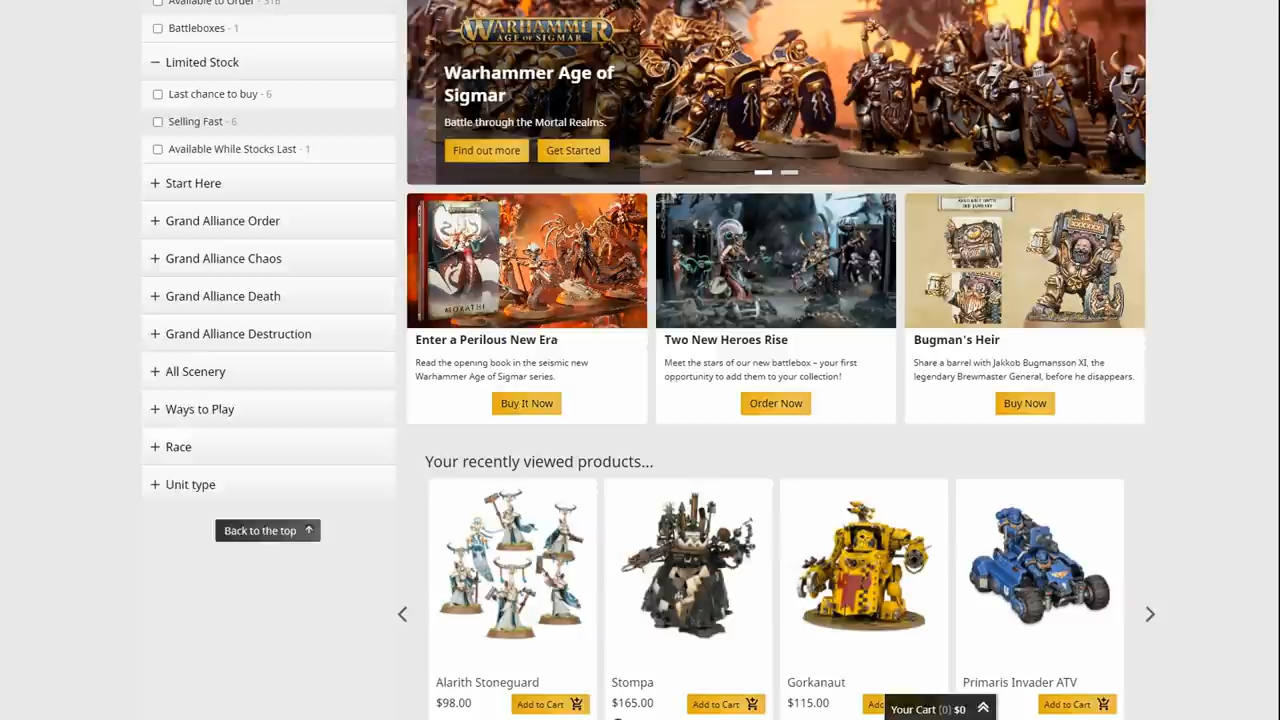 Available to Order - 318
Battleboxes - 1
Limited Stock
Last chance to buy - 6
Selling Fast - 6
Available While Stocks Last - 1
Start Here
Grand Alliance Order
Grand Alliance Chaos
Grand Alliance Death
Grand Alliance Destruction
All Scenery
Ways to Play
Race
Unit type
Back to the top
WARHAMMER
AGE OF SIGMAR
Warhammer Age of
Sigmar
Battle through the Mortal Realms.
Find out more
Get Started
MORATHI
Enter a Perilous New Era
Read the opening book in the seismic new
Warhammer Age of Sigmar series.
Buy It Now
Two New Heroes Rise
Meet the stars of our new battlebox – your first
opportunity to add them to your collection!
Order Now
Bugman's Heir
Share a barrel with Jakkob Bugmansson XI, the
legendary Brewmaster General, before he disappears.
Buy Now
Your recently viewed products...
Alarith Stoneguard
$98.00
Add to Cart
Stompa
$165.00
Add to Cart
Gorkanaut
$115.00
Primaris Invader ATV
Add to Cart
Your Cart (0) $0